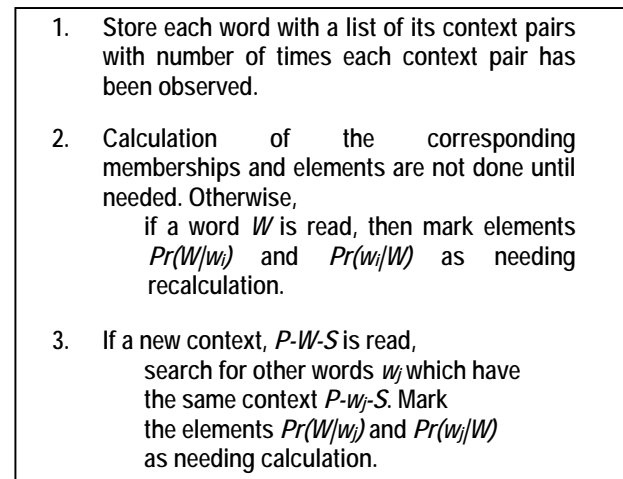 1. Store each word with a list of its context pairs
with number of times each context pair has
been observed.
2. Calculation of the corresponding
memberships and elements are not done until
needed. Otherwise,
if a word W is read, then mark elements
Pr(W/wi) and Pr(wi/W) as needing
recalculation.
3. If a new context, P-W-S is read,
search for other words wj which have
the same context P-wj-S. Mark
the elements Pr(W/wj) and Pr(wj/W)
as needing calculation.